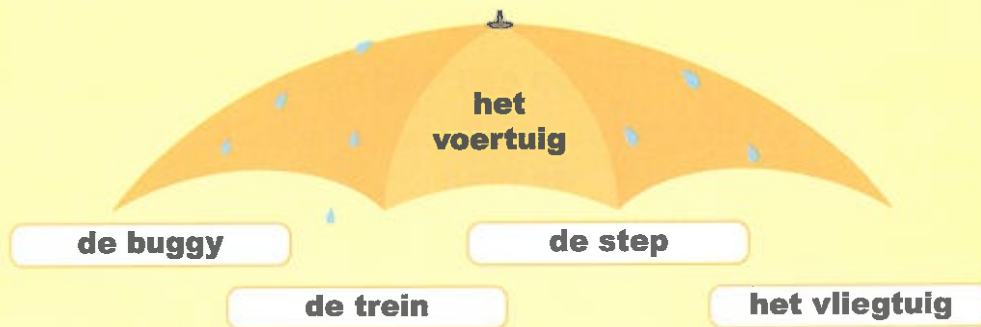 het
voertuig
de buggy
de step
de trein
het vliegtuig